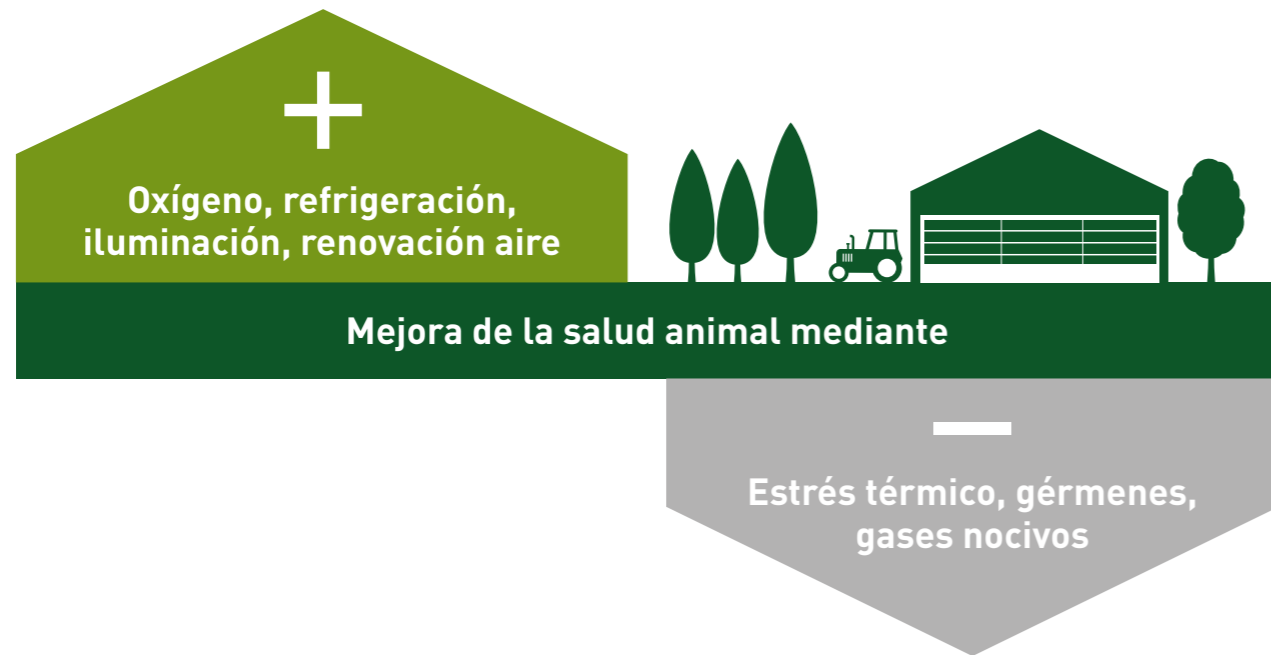 +
Oxígeno, refrigeración,
iluminación, renovación aire
Mejora de la salud animal mediante
—
Estrés térmico, gérmenes,
gases nocivos